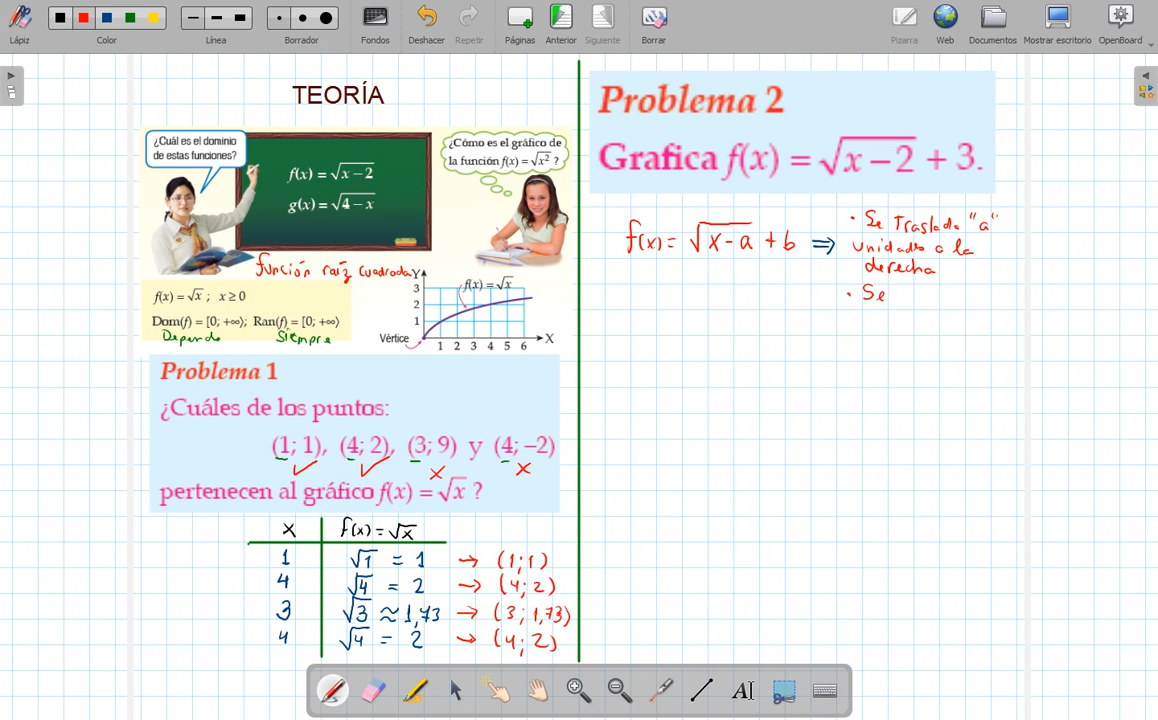 Lápiz
Color
Línea
Borrador
Fondos
Deshacer
Repetir
Páginas
Anterior
Siguiente
Borrar
Pizarra
Web
Documentos
Mostrar escritorio
OpenBoard
TEORÍA
¿Cuál es el dominio
de estas funciones?
f(x) = √(x − 2)
g(x) = √(4 − x)
¿Cómo es el gráfico de
la función f(x) = √x² ?
función raíz cuadrada
f(x) = √x ; x ≥ 0
Dom(f) = [0; +∞⟩; Ran(f) = [0; +∞⟩
Depende Siempre
Y
f(x) = √x
3
2
1
Vértice
1 2 3 4 5 6 X
Problema 1
¿Cuáles de los puntos:
(1; 1), (4; 2), (3; 9) y (4; −2)
✓ ✓ x x
pertenecen al gráfico f(x) = √x ?
x f(x) = √x
1 √1 = 1 → (1; 1)
4 √4 = 2 → (4; 2)
3 √3 ≈ 1,73 → (3; 1,73)
4 √4 = 2 → (4; 2)
Problema 2
Grafica f(x) = √(x − 2) + 3.
f(x) = √(x − a) + b ⇒
· Se Traslada "a"
unidades a la
derecha
· Se